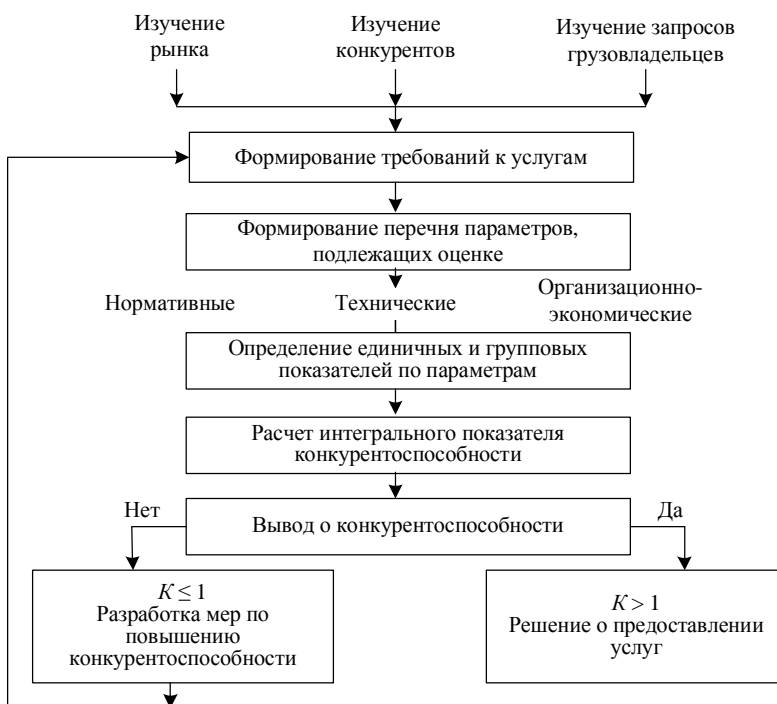 Изучение
рынка
Изучение
конкурентов
Изучение запросов
грузовладельцев
Формирование требований к услугам
Формирование перечня параметров,
подлежащих оценке
Нормативные
Технические
Организационно-
экономические
Определение единичных и групповых
показателей по параметрам
Расчет интегрального показателя
конкурентоспособности
Нет
Вывод о конкурентоспособности
Да
К ≤ 1
Разработка мер по
повышению
конкурентоспособности
К > 1
Решение о предоставлении
услуг